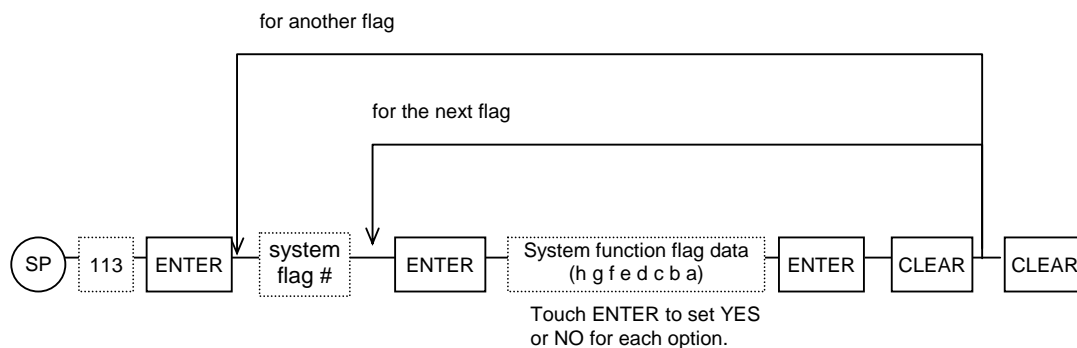 for another flag
for the next flag
SP
113
ENTER
system
flag #
ENTER
System function flag data
(h g f e d c b a)
ENTER
CLEAR
CLEAR
Touch ENTER to set YES
or NO for each option.